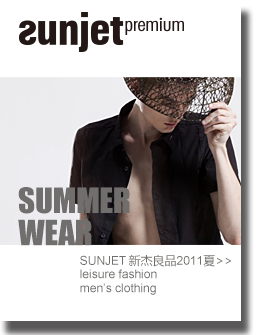 sunjet premium
SUMMER
WEAR
SUNJET 新杰良品2011夏>>
leisure fashion
men's clothing